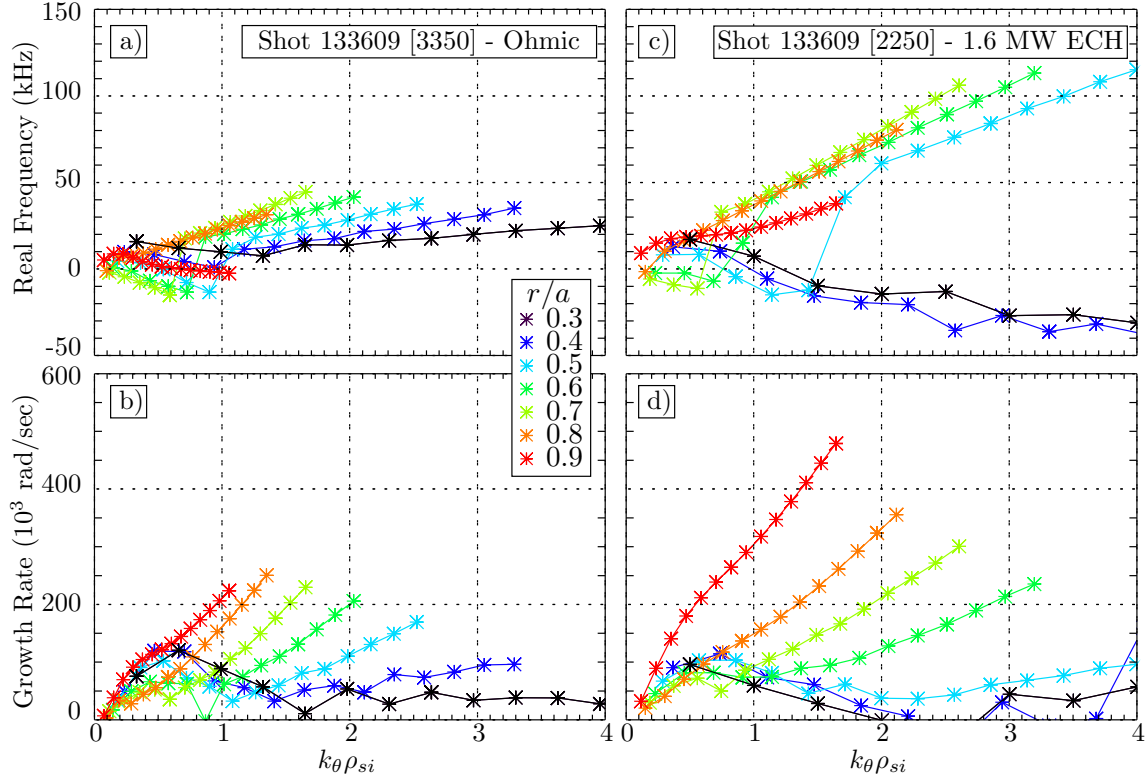 a)
Shot 133609 [3350] - Ohmic
c)
Shot 133609 [2250] - 1.6 MW ECH
Real Frequency (kHz)
150
100
50
0
-50
r/a
0.3
0.4
0.5
0.6
0.7
0.8
0.9
b)
d)
Growth Rate (10³ rad/sec)
600
400
200
0
0 1 2 3 4
1 2 3 4
kθρsi
kθρsi